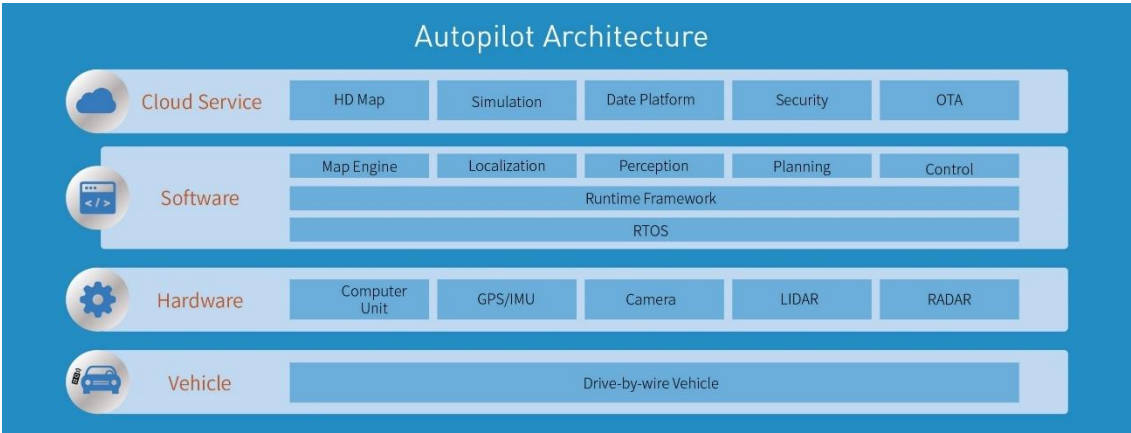 Autopilot Architecture
Cloud Service
HD Map
Simulation
Date Platform
Security
OTA
Software
Map Engine
Localization
Perception
Planning
Control
Runtime Framework
RTOS
Hardware
Computer
Unit
GPS/IMU
Camera
LIDAR
RADAR
Vehicle
Drive-by-wire Vehicle